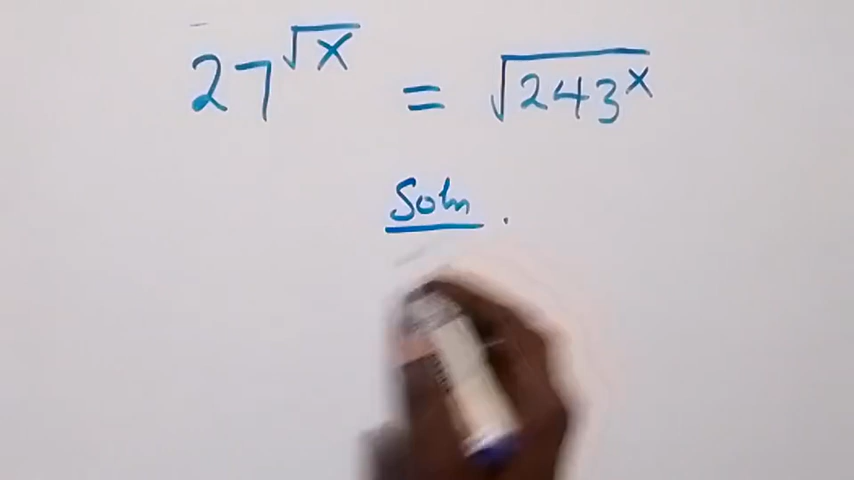 27^√x = √243^x
Soln.